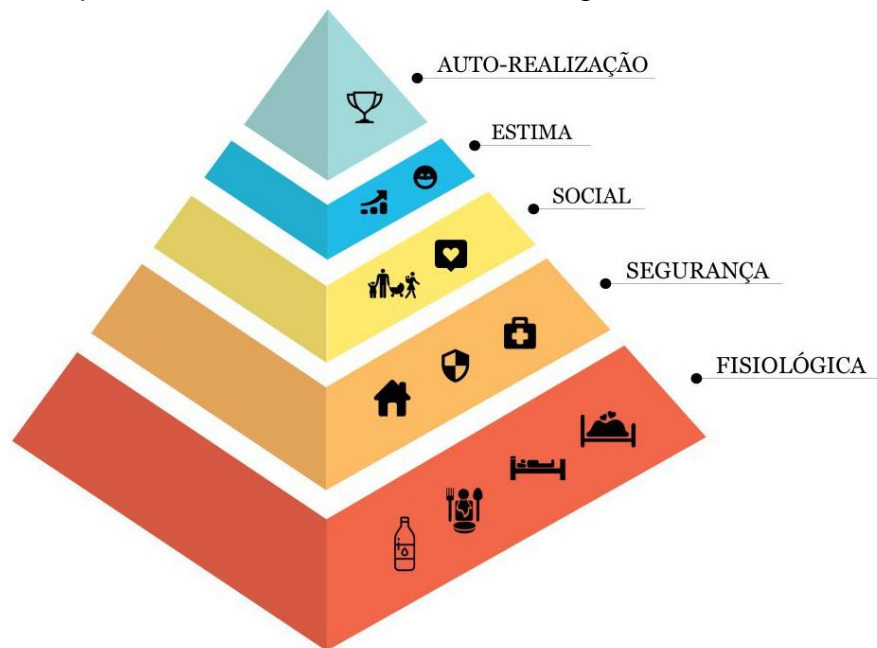 AUTO-REALIZAÇÃO
ESTIMA
SOCIAL
SEGURANÇA
FISIOLÓGICA